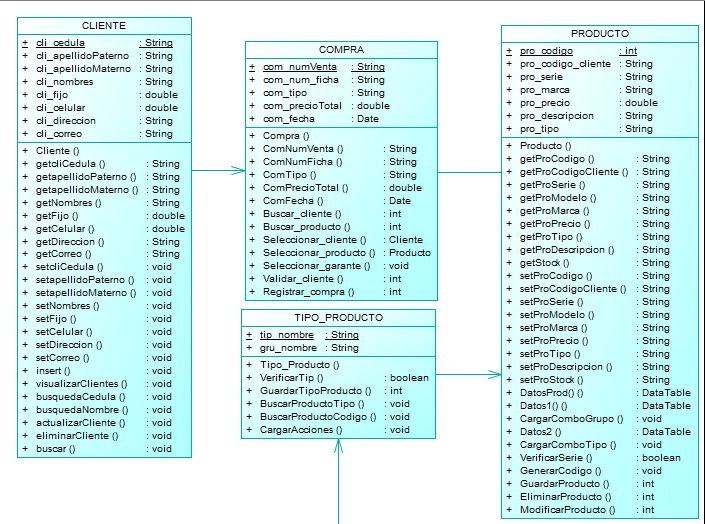 CLIENTE
+ cli_cedula : String
+ cli_apellidoPaterno : String
+ cli_apellidoMaterno : String
+ cli_nombres : String
+ cli_fijo : double
+ cli_celular : double
+ cli_direccion : String
+ cli_correo : String
+ Cliente ()
+ getcliCedula () : String
+ getapellidoPaterno () : String
+ getapellidoMaterno () : String
+ getNombres () : String
+ getFijo () : double
+ getCelular () : double
+ getDireccion () : String
+ getCorreo () : String
+ setcliCedula () : void
+ setapellidoPaterno () : void
+ setapellidoMaterno () : void
+ setNombres () : void
+ setFijo () : void
+ setCelular () : void
+ setDireccion () : void
+ setCorreo () : void
+ insert () : void
+ visualizarClientes () : void
+ busquedaCedula () : void
+ busquedaNombre () : void
+ actualizarCliente () : void
+ eliminarCliente () : void
+ buscar () : void
COMPRA
+ com_numVenta : String
+ com_num_ficha : String
+ com_tipo : String
+ com_precioTotal : double
+ com_fecha : Date
+ Compra ()
+ ComNumVenta () : String
+ ComNumFicha () : String
+ ComTipo () : String
+ ComPrecioTotal () : double
+ ComFecha () : Date
+ Buscar_cliente () : int
+ Buscar_producto () : int
+ Seleccionar_cliente () : Cliente
+ Seleccionar_producto () : Producto
+ Seleccionar_garante () : void
+ Validar_cliente () : int
+ Registrar_compra () : int
TIPO_PRODUCTO
+ tip_nombre : String
+ gru_nombre : String
+ Tipo_Producto ()
+ VerificarTip () : boolean
+ GuardarTipoProducto () : int
+ BuscarProductoTipo () : void
+ BuscarProductoCodigo () : void
+ CargarAcciones () : void
PRODUCTO
+ pro_codigo : int
+ pro_codigo_cliente : String
+ pro_serie : String
+ pro_marca : String
+ pro_precio : double
+ pro_descripcion : String
+ pro_tipo : String
+ Producto ()
+ getProCodigo () : String
+ getProCodigoCliente () : String
+ getProSerie () : String
+ getProModelo () : String
+ getProMarca () : String
+ getProPrecio () : String
+ getProTipo () : String
+ getProDescripcion () : String
+ getStock () : String
+ setProCodigo () : String
+ setProCodigoCliente () : String
+ setProSerie () : String
+ setProModelo () : String
+ setProMarca () : String
+ setProPrecio () : String
+ setProTipo () : String
+ setProDescripcion () : String
+ setProStock () : String
+ DatosProd() () : DataTable
+ Datos1() () : DataTable
+ CargarComboGrupo () : void
+ Datos2 () : DataTable
+ CargarComboTipo () : void
+ VerificarSerie () : boolean
+ GenerarCodigo () : void
+ GuardarProducto () : int
+ EliminarProducto () : int
+ ModificarProducto () : int